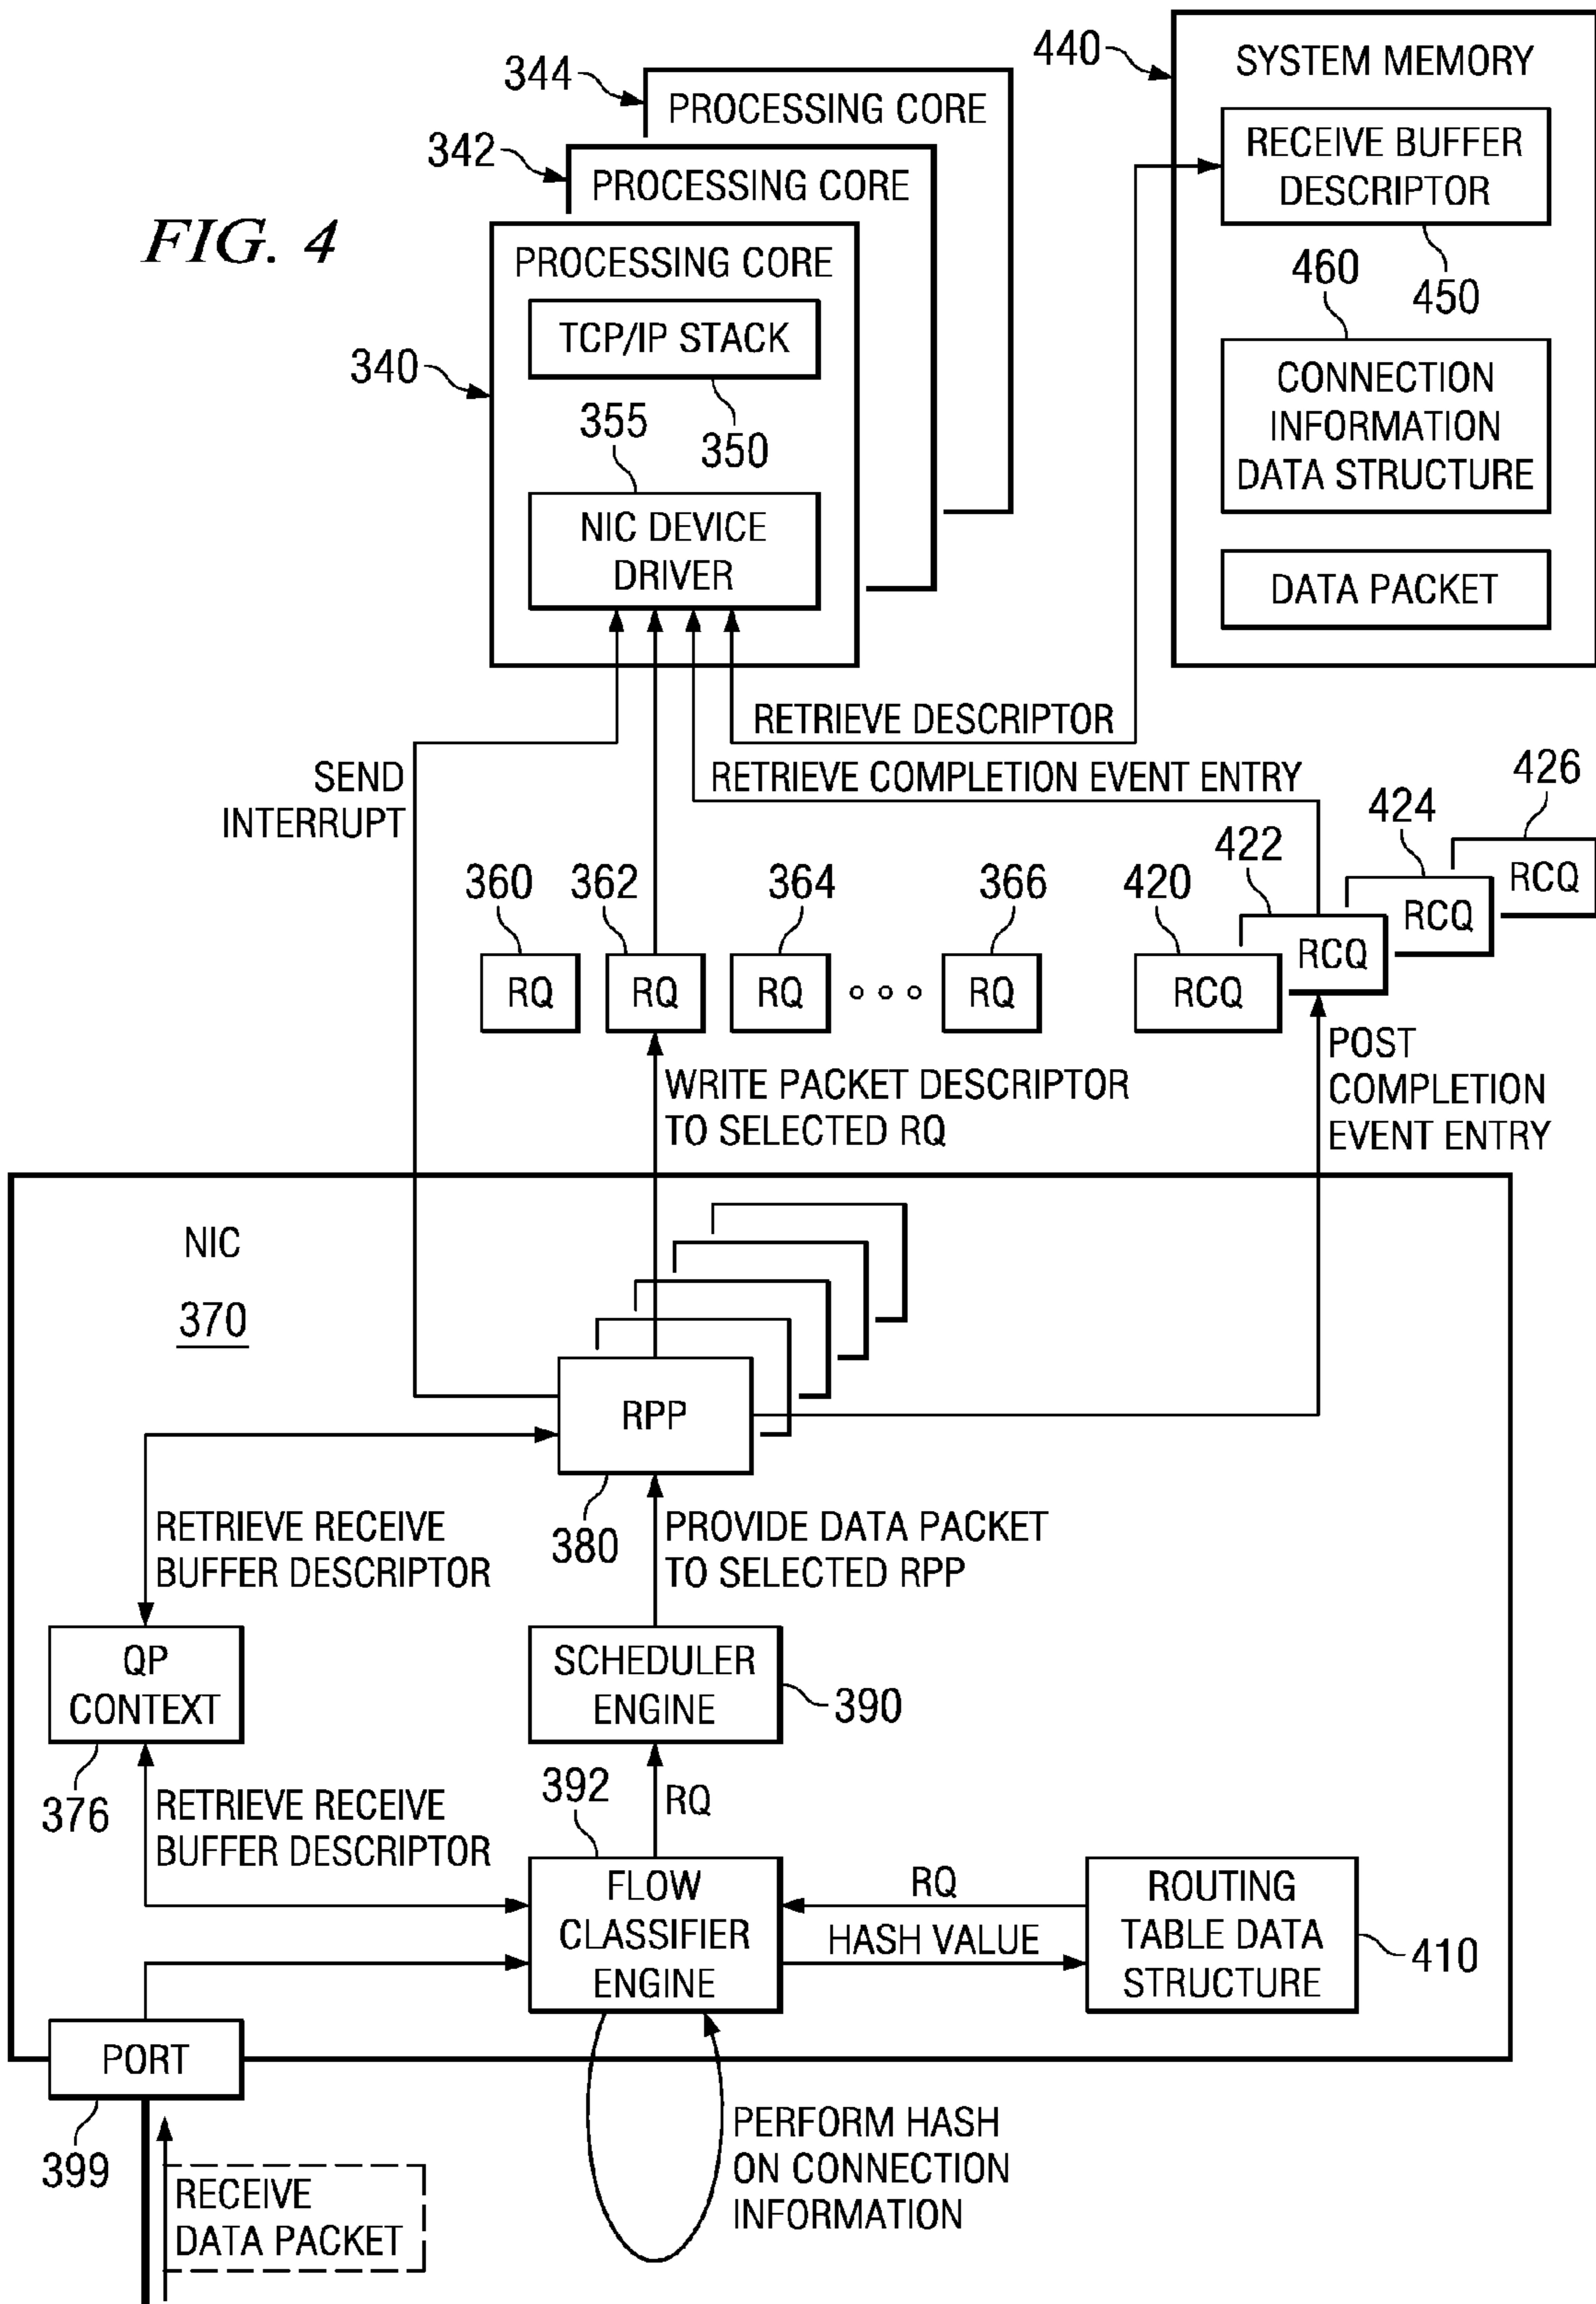 FIG. 4
344
PROCESSING CORE
342
PROCESSING CORE
340
PROCESSING CORE
TCP/IP STACK
350
355
NIC DEVICE
DRIVER
440
SYSTEM MEMORY
RECEIVE BUFFER
DESCRIPTOR
450
460
CONNECTION
INFORMATION
DATA STRUCTURE
DATA PACKET
RETRIEVE DESCRIPTOR
RETRIEVE COMPLETION EVENT ENTRY
SEND
INTERRUPT
360
RQ
362
RQ
364
RQ
366
RQ
420
RCQ
422
RCQ
424
RCQ
426
RCQ
WRITE PACKET DESCRIPTOR
TO SELECTED RQ
POST
COMPLETION
EVENT ENTRY
NIC
370
RPP
380
RETRIEVE RECEIVE
BUFFER DESCRIPTOR
PROVIDE DATA PACKET
TO SELECTED RPP
QP
CONTEXT
376
SCHEDULER
ENGINE
390
RETRIEVE RECEIVE
BUFFER DESCRIPTOR
392
RQ
FLOW
CLASSIFIER
ENGINE
RQ
HASH VALUE
ROUTING
TABLE DATA
STRUCTURE
410
PORT
399
RECEIVE
DATA PACKET
PERFORM HASH
ON CONNECTION
INFORMATION